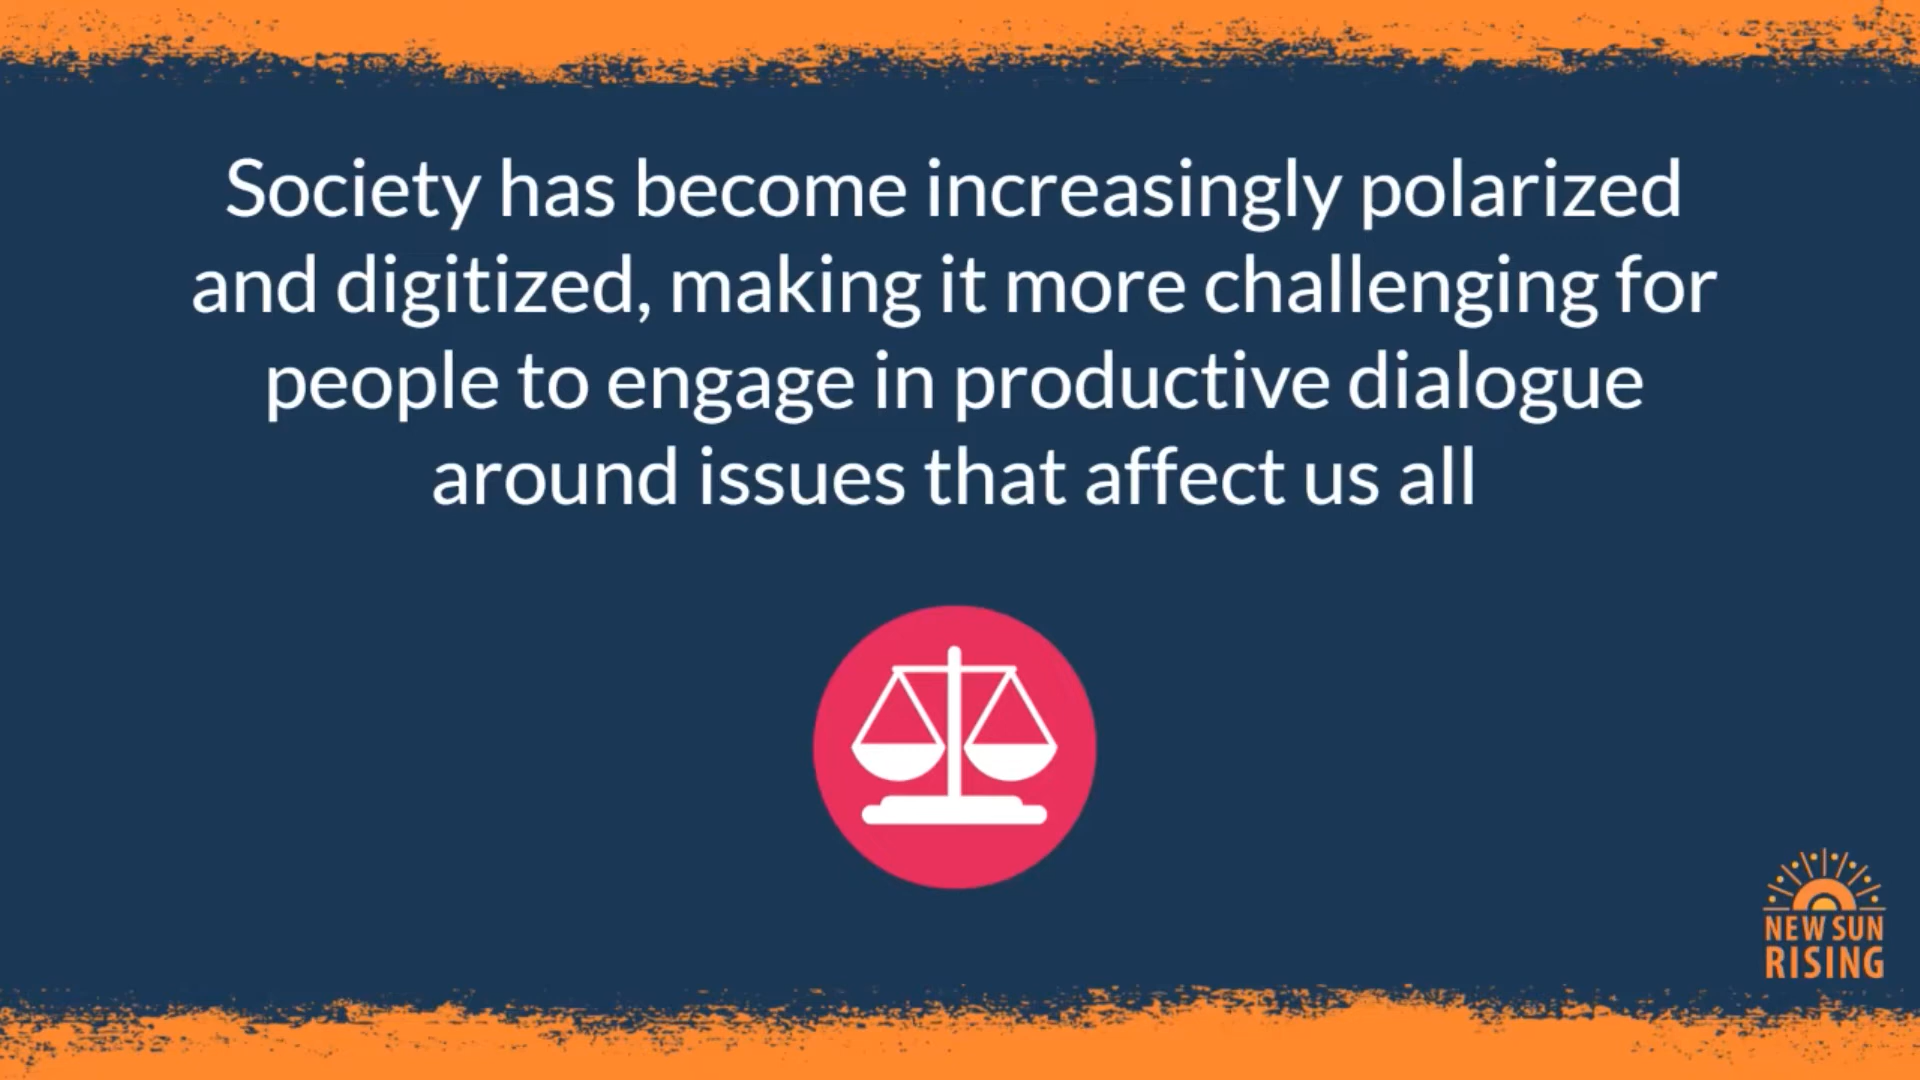 Society has become increasingly polarized
and digitized, making it more challenging for
people to engage in productive dialogue
around issues that affect us all
NEW SUN
RISING